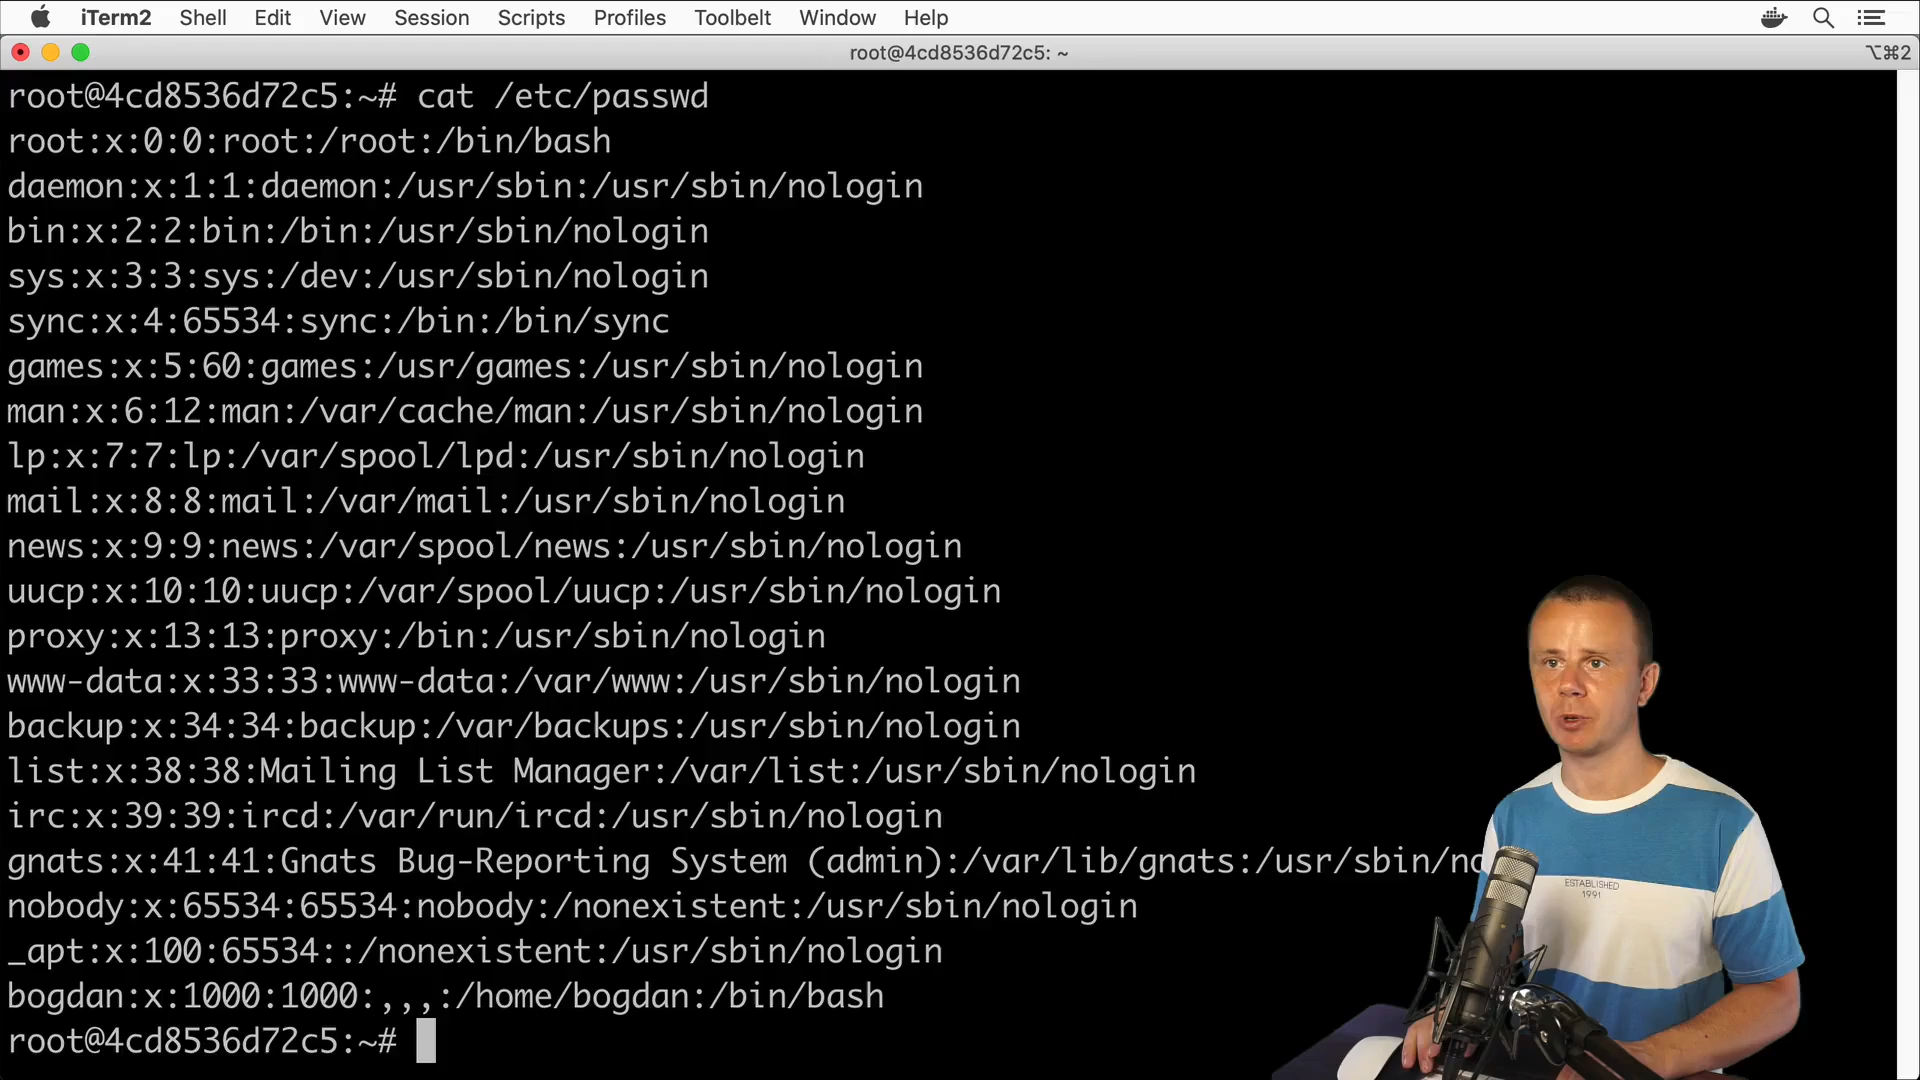 iTerm2 Shell Edit View Session Scripts Profiles Toolbelt Window Help
root@4cd8536d72c5: ~ ⌥⌘2
root@4cd8536d72c5:~# cat /etc/passwd
root:x:0:0:root:/root:/bin/bash
daemon:x:1:1:daemon:/usr/sbin:/usr/sbin/nologin
bin:x:2:2:bin:/bin:/usr/sbin/nologin
sys:x:3:3:sys:/dev:/usr/sbin/nologin
sync:x:4:65534:sync:/bin:/bin/sync
games:x:5:60:games:/usr/games:/usr/sbin/nologin
man:x:6:12:man:/var/cache/man:/usr/sbin/nologin
lp:x:7:7:lp:/var/spool/lpd:/usr/sbin/nologin
mail:x:8:8:mail:/var/mail:/usr/sbin/nologin
news:x:9:9:news:/var/spool/news:/usr/sbin/nologin
uucp:x:10:10:uucp:/var/spool/uucp:/usr/sbin/nologin
proxy:x:13:13:proxy:/bin:/usr/sbin/nologin
www-data:x:33:33:www-data:/var/www:/usr/sbin/nologin
backup:x:34:34:backup:/var/backups:/usr/sbin/nologin
list:x:38:38:Mailing List Manager:/var/list:/usr/sbin/nologin
irc:x:39:39:ircd:/var/run/ircd:/usr/sbin/nologin
gnats:x:41:41:Gnats Bug-Reporting System (admin):/var/lib/gnats:/usr/sbin/no
nobody:x:65534:65534:nobody:/nonexistent:/usr/sbin/nologin
_apt:x:100:65534::/nonexistent:/usr/sbin/nologin
bogdan:x:1000:1000:,,,:/home/bogdan:/bin/bash
root@4cd8536d72c5:~#
ESTABLISHED
1991